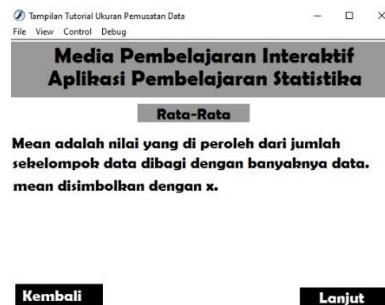 Tampilan Tutorial Ukuran Pemusatan Data
File View Control Debug
Media Pembelajaran Interaktif
Aplikasi Pembelajaran Statistika
Rata-Rata
Mean adalah nilai yang di peroleh dari jumlah
sekelompok data dibagi dengan banyaknya data.
mean disimbolkan dengan x.
Kembali
Lanjut